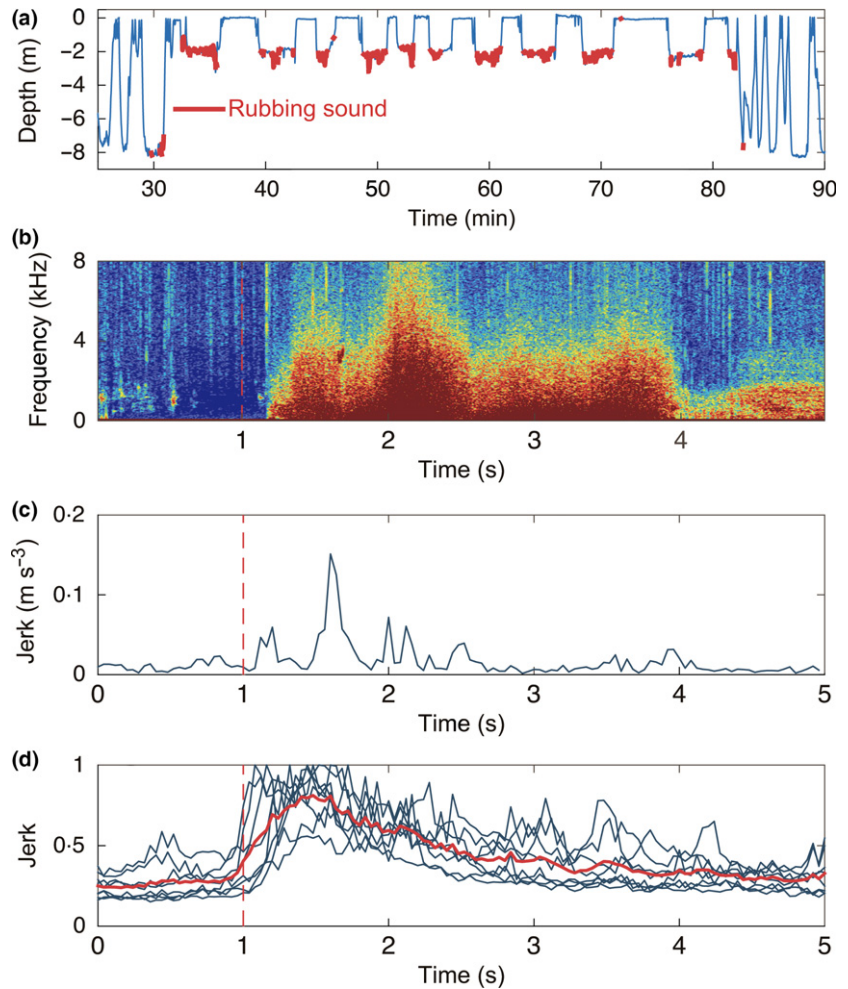 (a)
0
−2
−4
−6
−8
Depth (m)
Rubbing sound
30 40 50 60 70 80 90
Time (min)
(b)
8
4
0
Frequency (kHz)
1 2 3 4
Time (s)
(c)
0·2
0·1
0
Jerk (m s⁻³)
0 1 2 3 4 5
Time (s)
(d)
1
0·5
0
Jerk
0 1 2 3 4 5
Time (s)